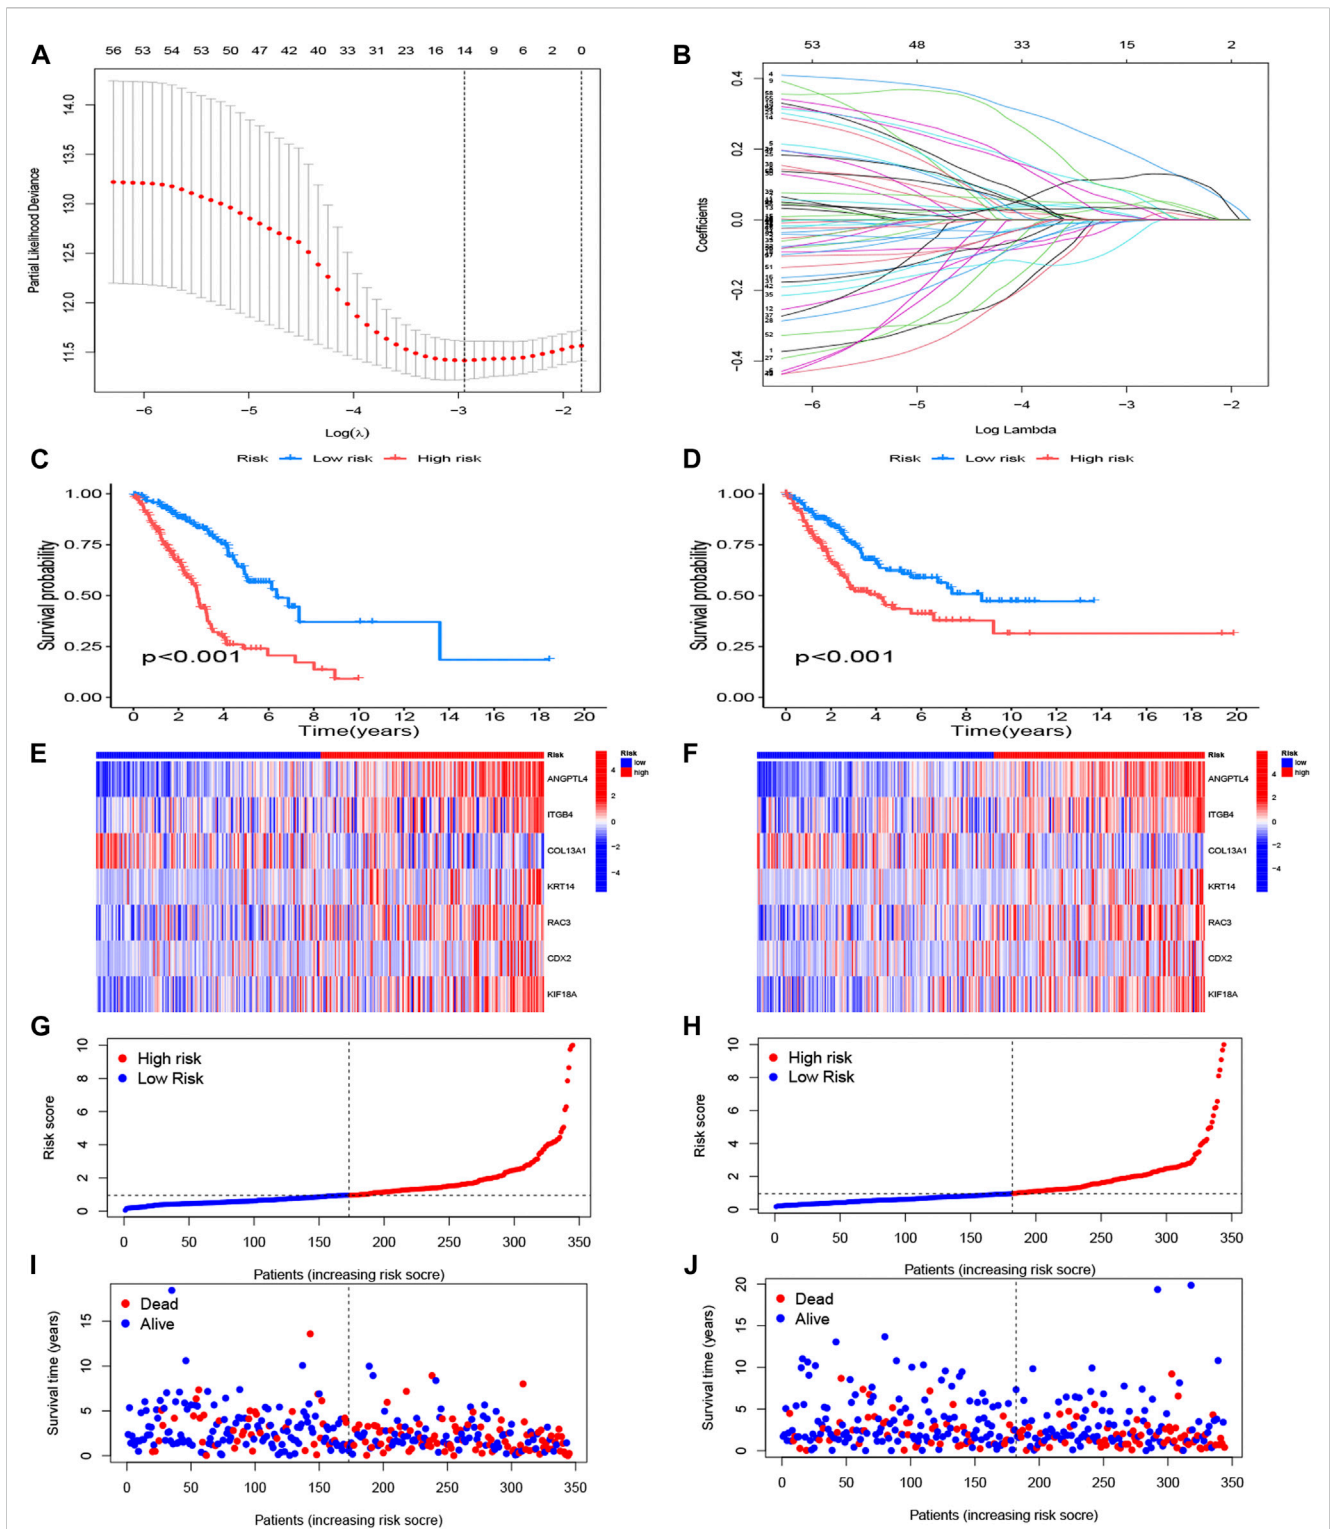 A
56 53 54 53 50 47 42 40 33 31 23 16 14 9 6 2 0
14.0
13.5
13.0
12.5
12.0
11.5
Partial Likelihood Deviance
−6 −5 −4 −3 −2
Log(λ)
B
53 48 33 15 2
0.4
0.2
0.0
−0.2
−0.4
Coefficients
4
9
14
51
42
35
12
37
28
52
1
27
−6 −5 −4 −3 −2
Log Lambda
C
Risk Low risk High risk
1.00
0.75
0.50
0.25
0.00
Survival probability
p<0.001
0 2 4 6 8 10 12 14 16 18 20
Time(years)
D
Risk Low risk High risk
1.00
0.75
0.50
0.25
0.00
Survival probability
p<0.001
0 2 4 6 8 10 12 14 16 18 20
Time(years)
E
Risk
ANGPTL4
ITGB4
COL13A1
KRT14
RAC3
CDX2
KIF18A
4
2
0
−2
−4
Risk
low
high
F
Risk
ANGPTL4
ITGB4
COL13A1
KRT14
RAC3
CDX2
KIF18A
4
2
0
−2
−4
Risk
low
high
G
High risk
Low Risk
10
8
6
4
2
0
Risk score
0 50 100 150 200 250 300 350
Patients (increasing risk socre)
H
High risk
Low Risk
10
8
6
4
2
0
Risk score
0 50 100 150 200 250 300 350
Patients (increasing risk socre)
I
Dead
Alive
15
10
5
0
Survival time (years)
0 50 100 150 200 250 300 350
Patients (increasing risk socre)
J
Dead
Alive
20
15
10
5
0
Survival time (years)
0 50 100 150 200 250 300 350
Patients (increasing risk socre)